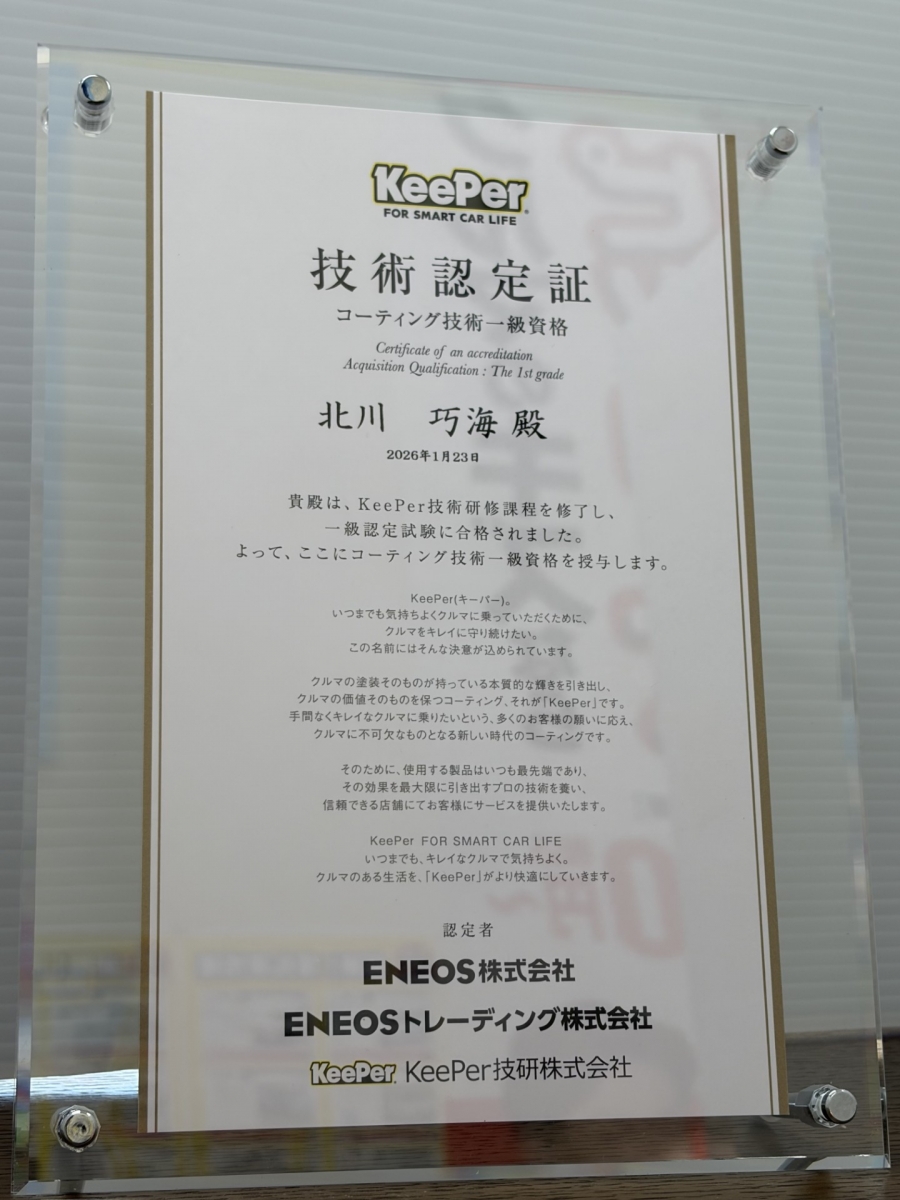 KeePer
FOR SMART CAR LIFE
技術認定証
コーティング技術一級資格
Certificate of an accreditation
Acquisition Qualification : The 1st grade
北川 巧海 殿
2026年1月23日
貴殿は、KeePer技術研修課程を修了し、
一級認定試験に合格されました。
よって、ここにコーティング技術一級資格を授与します。
KeePer(キーパー)。
いつまでも気持ちよくクルマに乗っていただくために、
クルマをキレイに守り続けたい。
この名前にはそんな決意が込められています。
クルマの塗装そのものが持っている本質的な輝きを引き出し、
クルマの価値そのものを保つコーティング、それが「KeePer」です。
手間なくキレイなクルマに乗りたいという、多くのお客様の願いに応え、
クルマに不可欠なものとなる新しい時代のコーティングです。
そのために、使用する製品はいつも最先端であり、
その効果を最大限に引き出すプロの技術を養い、
信頼できる店舗にてお客様にサービスを提供いたします。
KeePer FOR SMART CAR LIFE
いつまでも、キレイなクルマで気持ちよく。
クルマのある生活を、「KeePer」がより快適にしていきます。
認定者
ENEOS株式会社
ENEOSトレーディング株式会社
KeePer KeePer技研株式会社